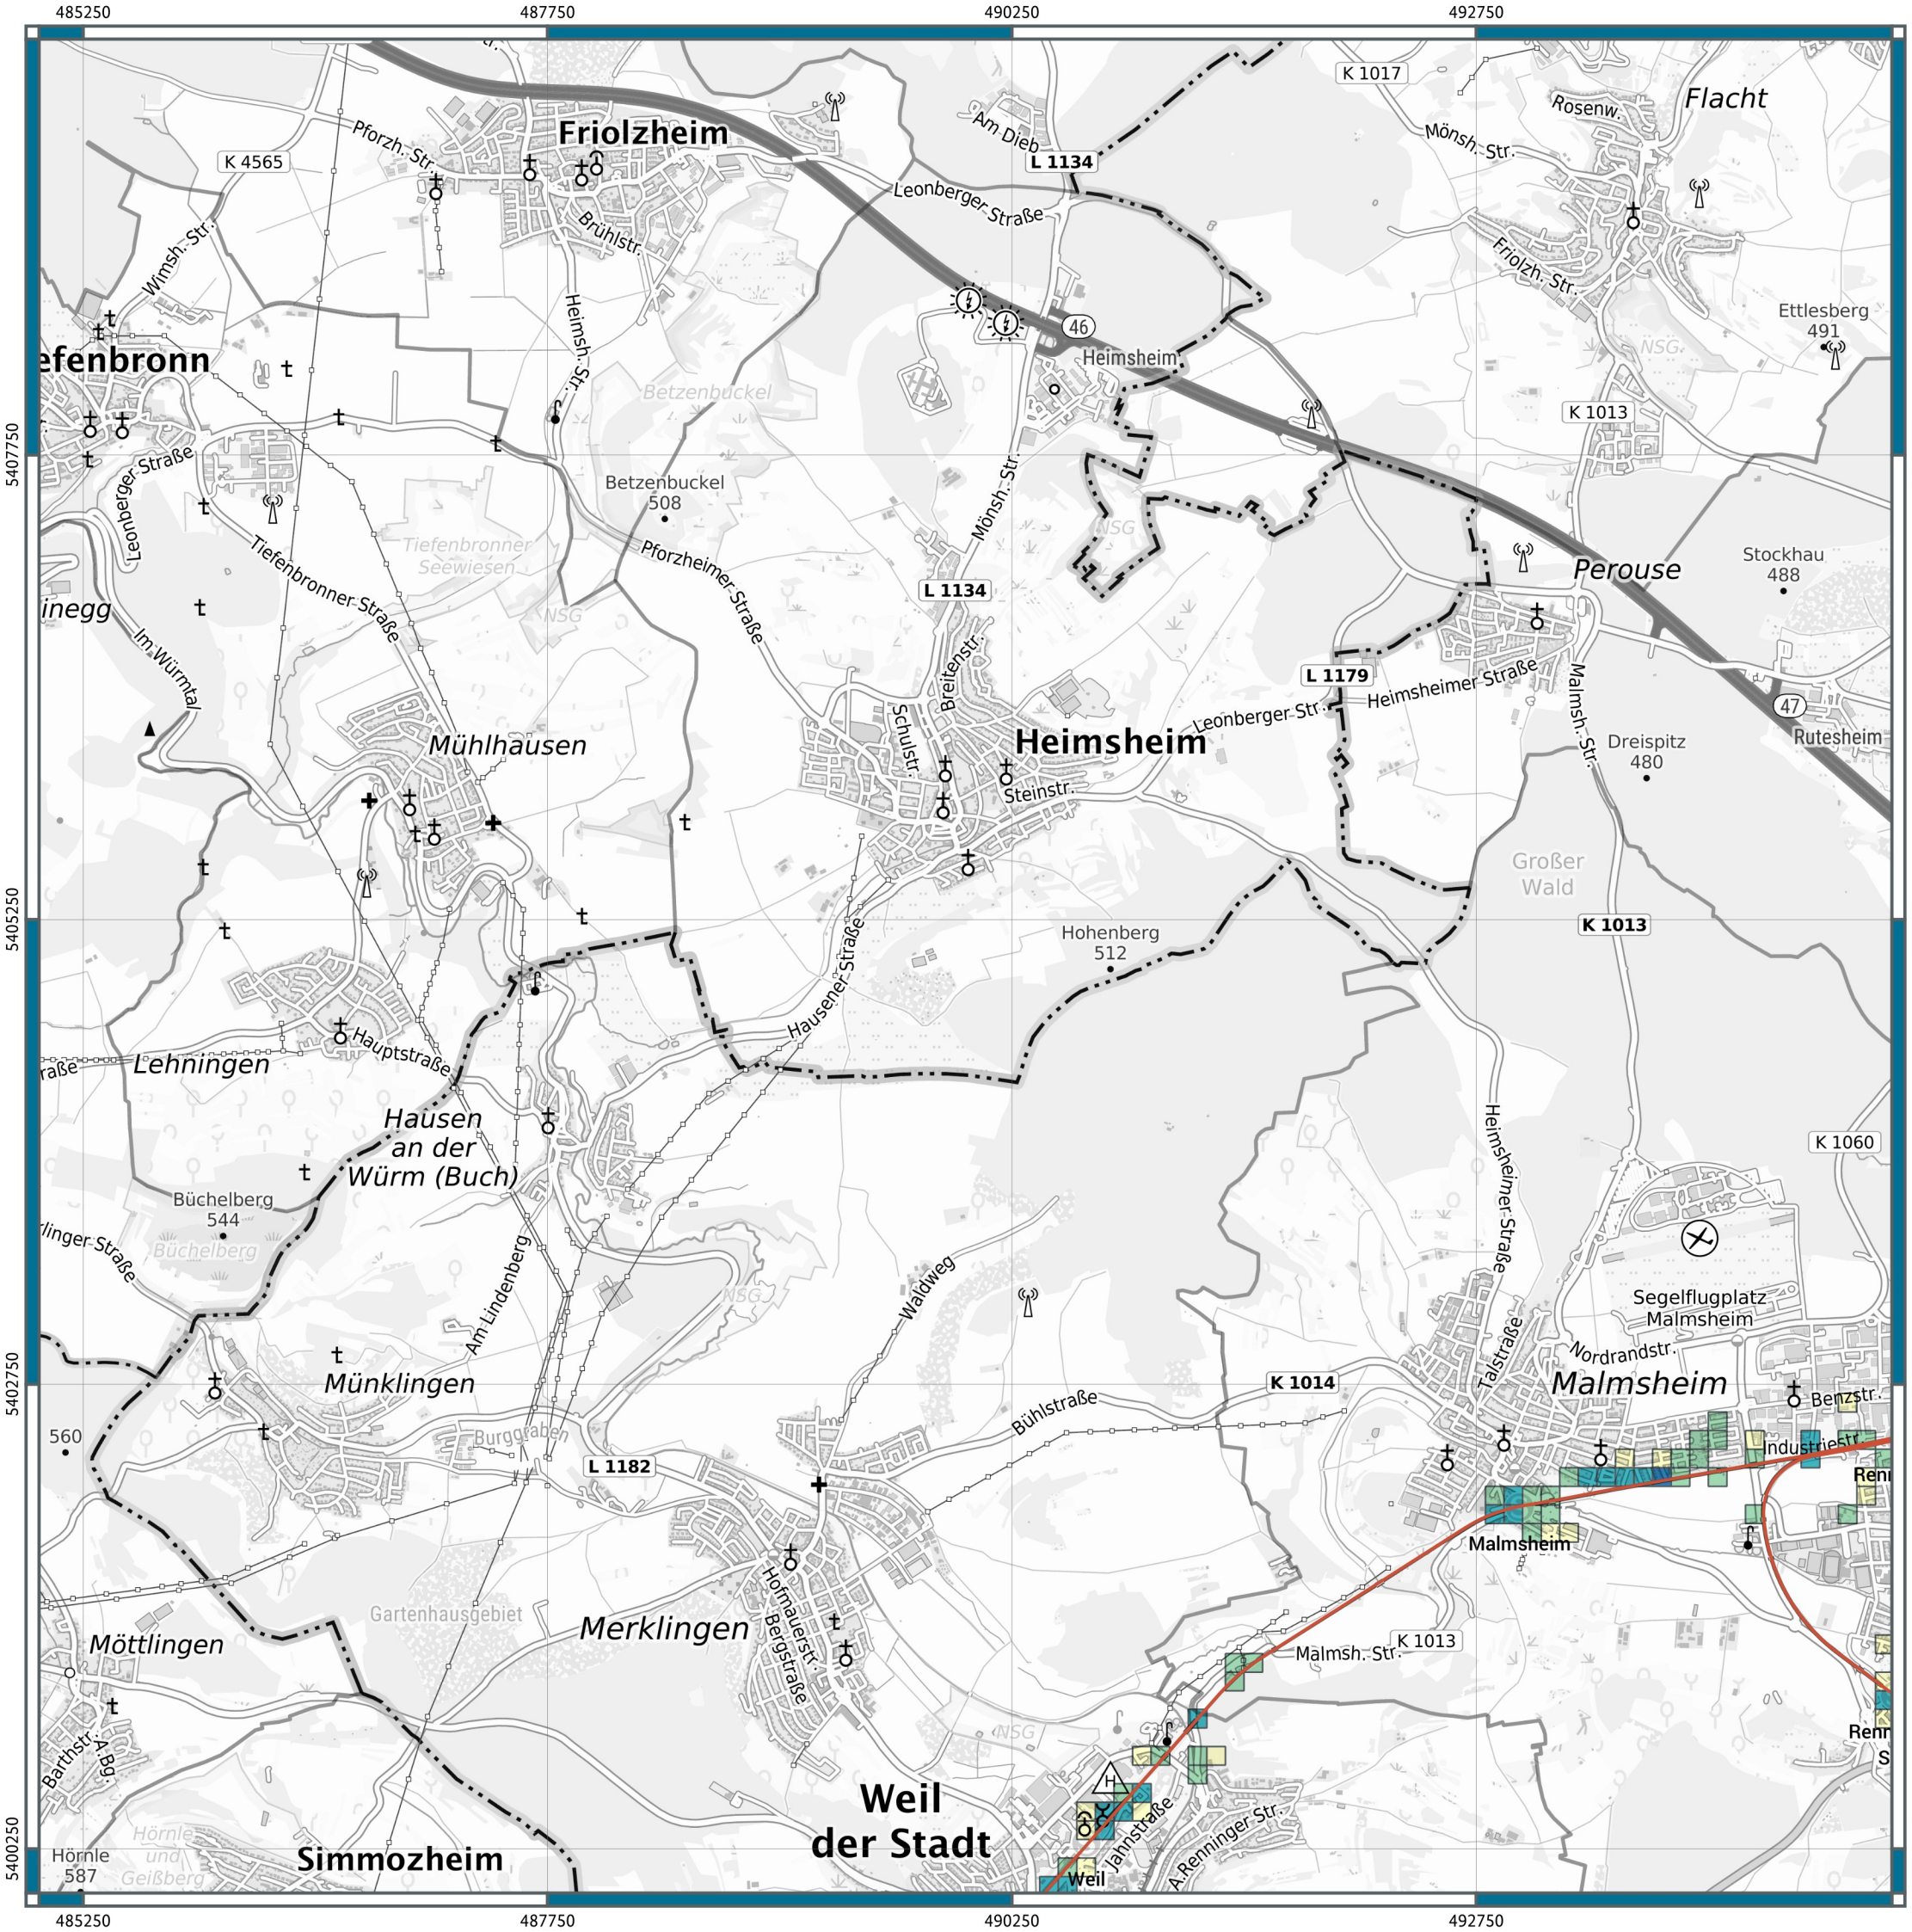 485250
487750
490250
492750
K 1017
Flacht
Rosenw.
Am Dieb
Mönsh. Str.
Pforzh. Str.
Friolzheim
K 4565
L 1134
Leonberger Straße
Brühlstr.
Wimsh. Str.
Friolzh. Str.
Heimsh. Str.
Ettlesberg
491
46
Heimsheim
NSG
efenbronn
Betzenbuckel
K 1013
5407750
Leonberger Straße
Betzenbuckel
508
Mönsh. Str.
NSG
Tiefenbronner
Seewiesen
Tiefenbronner Straße
Pforzheimer Straße
Stockhau
488
Perouse
L 1134
inegg
NSG
Im Würmtal
Breitenstr.
L 1179
Heimsheimer Straße
Malmsh. Str.
Leonberger Str.
47
Rutesheim
Schulstr.
Mühlhausen
Heimsheim
Dreispitz
480
Steinstr.
Großer
Wald
5405250
K 1013
Hohenberg
512
Hausener Straße
Hauptstraße
Lehningen
raße
Hausen
an der
Würm (Buch)
Heimsheimer Straße
K 1060
Büchelberg
544
Büchelberg
linger Straße
Am Lindenberg
NSG
Waldweg
Segelflugplatz
Malmsheim
Talstraße
Nordrandstr.
5402750
Münklingen
K 1014
Malmsheim
Benzstr.
Bühlstraße
560
Burggraben
Industriestr.
L 1182
Renn
Malmsheim
Hofmauerstr.
Bergstraße
Gartenhausgebiet
Merklingen
Möttlingen
K 1013
Malmsh. Str.
NSG
Renn
S
Barthstr.
A.Bg.
Weil
der Stadt
Jahnstraße
A.Renninger Str.
5400250
Hörnle
587
Hörnle
und
Geißberg
Simmozheim
H
Weil
485250
487750
490250
492750